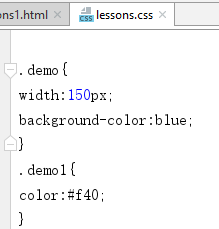 ons1.html × lessons.css ×
.demo{
width:150px;
background-color:blue;
}
.demo1{
color:#f40;
}